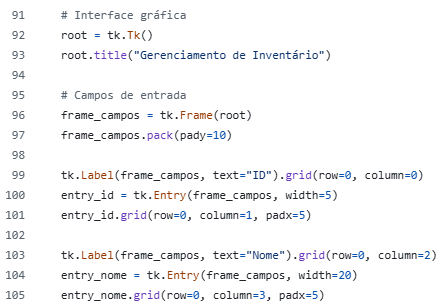 91 # Interface gráfica
92 root = tk.Tk()
93 root.title("Gerenciamento de Inventário")
94
95 # Campos de entrada
96 frame_campos = tk.Frame(root)
97 frame_campos.pack(pady=10)
98
99 tk.Label(frame_campos, text="ID").grid(row=0, column=0)
100 entry_id = tk.Entry(frame_campos, width=5)
101 entry_id.grid(row=0, column=1, padx=5)
102
103 tk.Label(frame_campos, text="Nome").grid(row=0, column=2)
104 entry_nome = tk.Entry(frame_campos, width=20)
105 entry_nome.grid(row=0, column=3, padx=5)